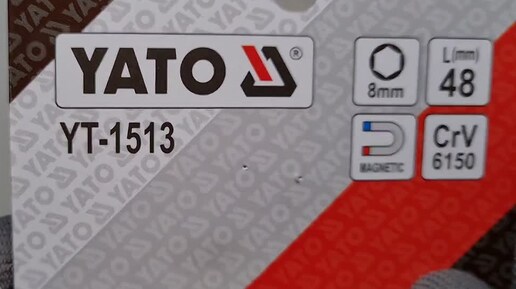 YATO ®
YT-1513
8mm
L(mm)
48
MAGNETIC
CrV
6150